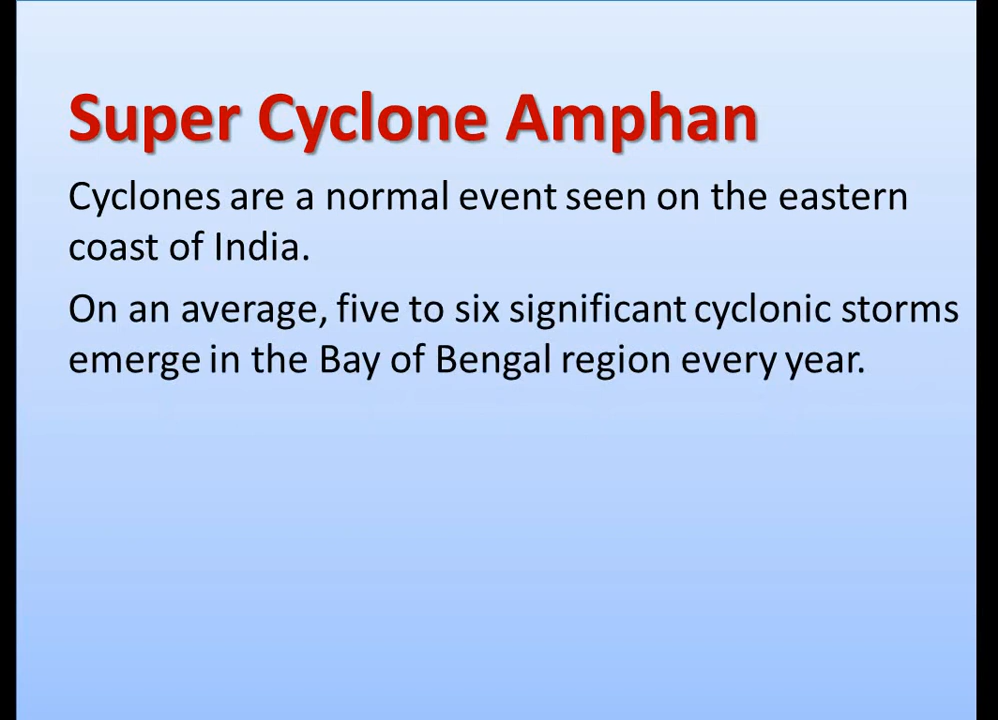 Super Cyclone Amphan
Cyclones are a normal event seen on the eastern
coast of India.
On an average, five to six significant cyclonic storms
emerge in the Bay of Bengal region every year.